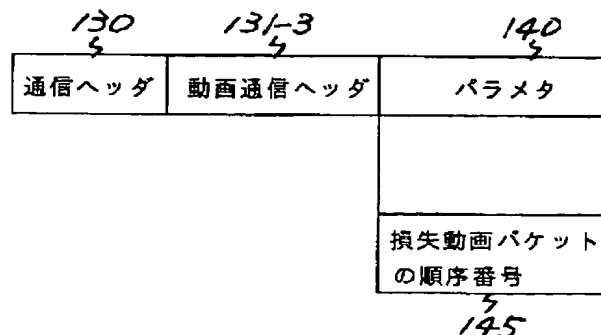 130 131-3 140
通信ヘッダ 動画通信ヘッダ パラメタ
損失動画パケット
の順序番号
145